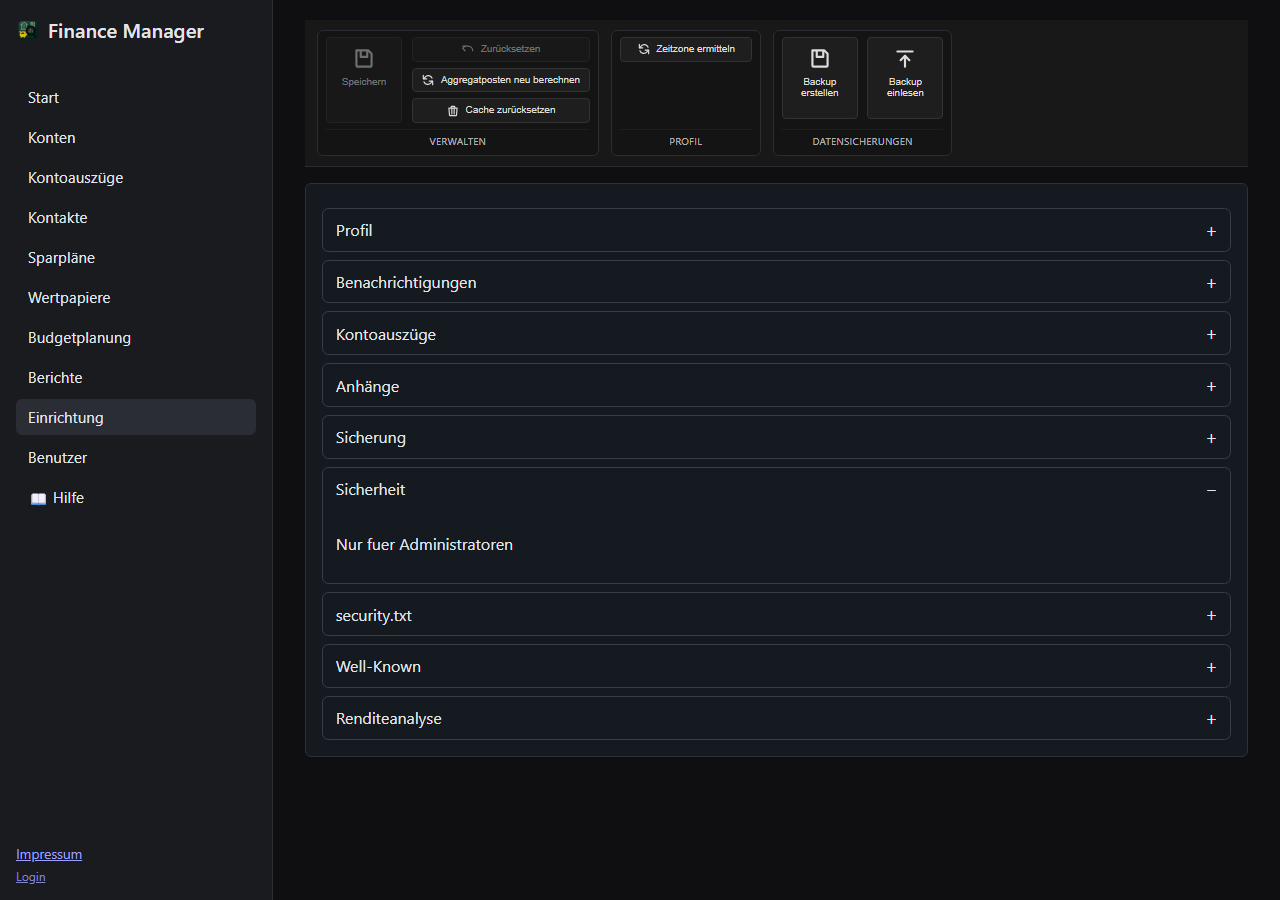 Finance Manager
Start
Konten
Kontoauszüge
Kontakte
Sparpläne
Wertpapiere
Budgetplanung
Berichte
Einrichtung
Benutzer
Hilfe
Impressum
Login
Speichern
Zurücksetzen
Aggregatposten neu berechnen
Cache zurücksetzen
VERWALTEN
Zeitzone ermitteln
PROFIL
Backup
erstellen
Backup
einlesen
DATENSICHERUNGEN
Profil +
Benachrichtigungen +
Kontoauszüge +
Anhänge +
Sicherung +
Sicherheit −
Nur fuer Administratoren
security.txt +
Well-Known +
Renditeanalyse +